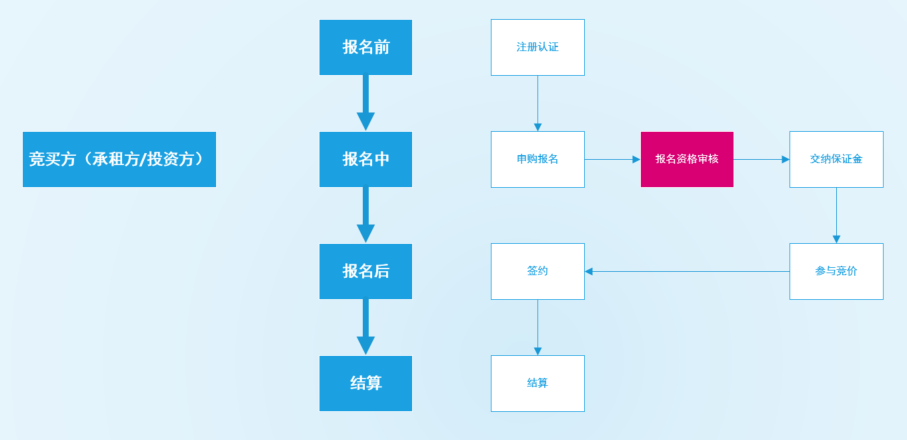 报名前
注册认证
竞买方（承租方/投资方）
报名中
申购报名
报名资格审核
交纳保证金
报名后
签约
参与竞价
结算
结算